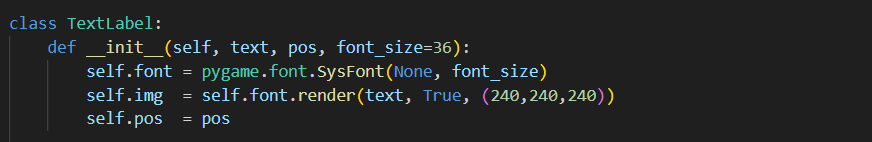 class TextLabel:
    def __init__(self, text, pos, font_size=36):
        self.font = pygame.font.SysFont(None, font_size)
        self.img  = self.font.render(text, True, (240,240,240))
        self.pos  = pos